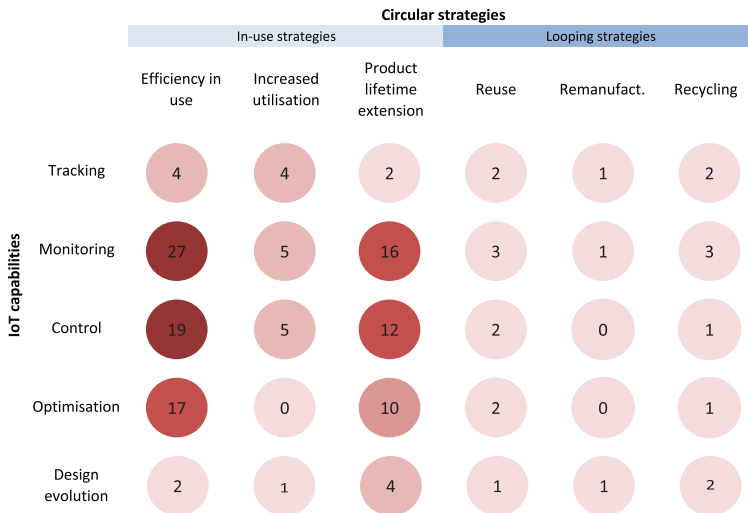 Circular strategies
In-use strategies Looping strategies
Efficiency in use Increased utilisation Product lifetime extension Reuse Remanufact. Recycling
IoT capabilities
Tracking 4 4 2 2 1 2
Monitoring 27 5 16 3 1 3
Control 19 5 12 2 0 1
Optimisation 17 0 10 2 0 1
Design evolution 2 1 4 1 1 2